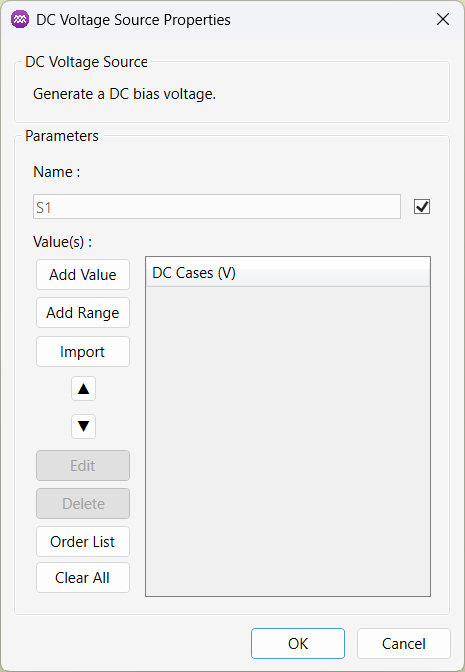 DC Voltage Source Properties
DC Voltage Source
Generate a DC bias voltage.
Parameters
Name :
S1
Value(s) :
Add Value
DC Cases (V)
Add Range
Import
▲
▼
Edit
Delete
Order List
Clear All
OK
Cancel